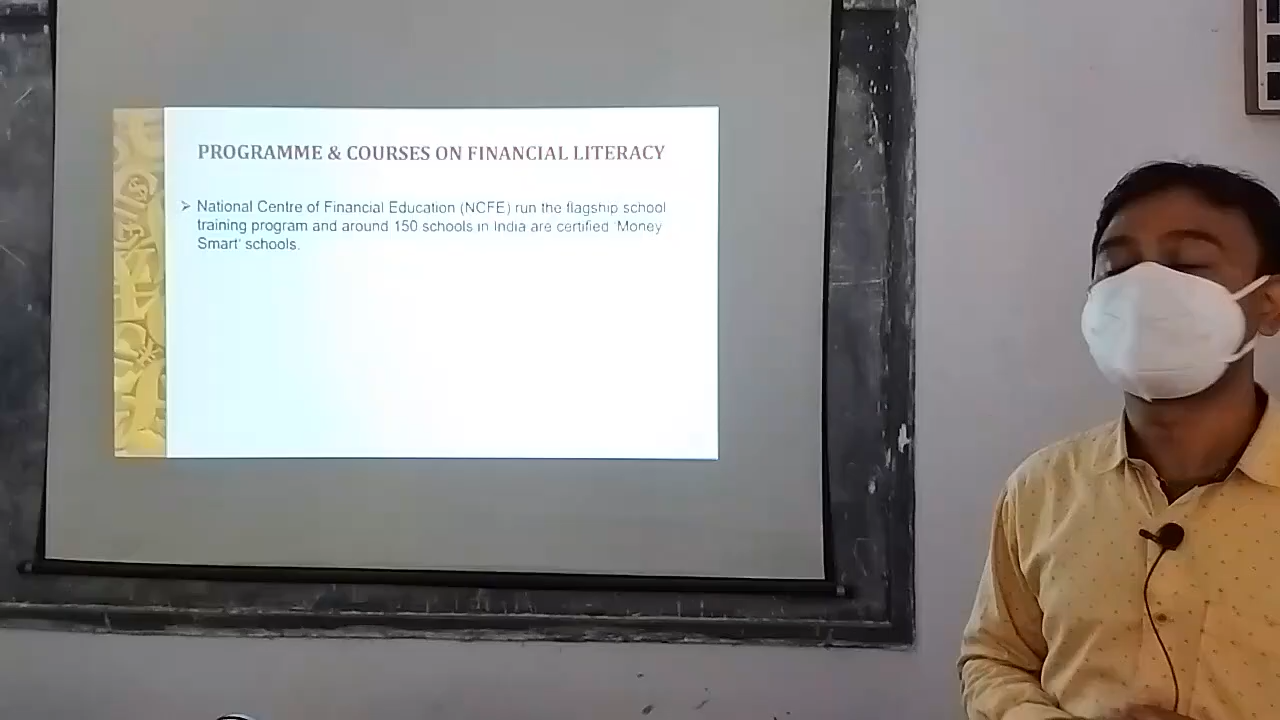 PROGRAMME & COURSES ON FINANCIAL LITERACY
➢ National Centre of Financial Education (NCFE) run the flagship school
training program and around 150 schools in India are certified 'Money
Smart' schools.